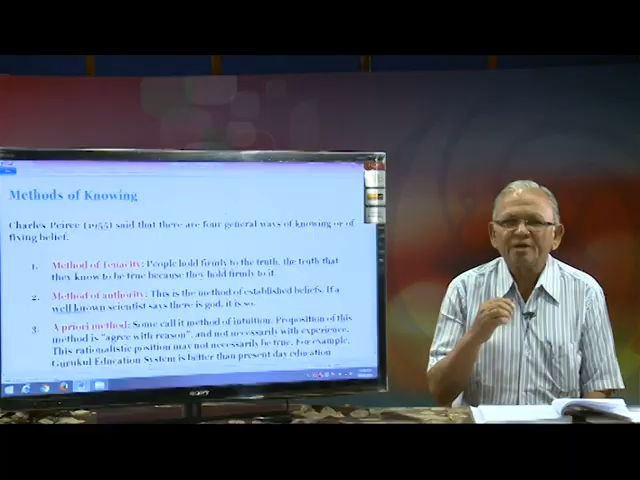 Methods of Knowing
Charles Peirce (1955) said that there are four general ways of knowing or of
fixing belief.
1. Method of Tenacity: People hold firmly to the truth, the truth that
they know to be true because they hold firmly to it.
2. Method of authority: This is the method of established beliefs. If a
well known scientist says there is god, it is so.
3. A priori method: Some call it method of intuition. Proposition of this
method is "agree with reason", and not necessarily with experience.
This rationalistic position may not necessarily be true. For example,
Gurukul Education System is better than present day education
acer